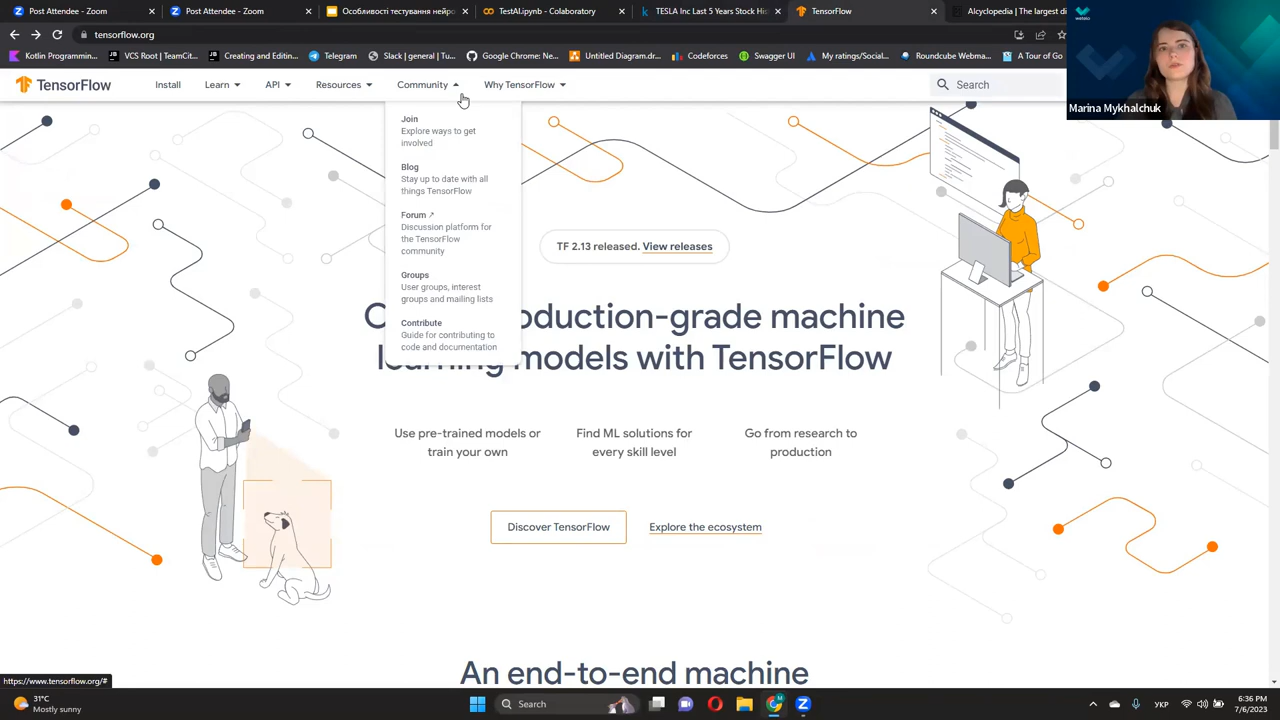 Post Attendee - Zoom
Post Attendee - Zoom
Особливості тестування нейро
TestAI.ipynb - Colaboratory
TESLA Inc Last 5 Years Stock His
TensorFlow
AIcyclopedia | The largest d
tensorflow.org
Kotlin Programmin...
VCS Root | TeamCit...
Creating and Editin...
Telegram
Slack | general | Tu...
Google Chrome: Ne...
Untitled Diagram.dr...
Codeforces
Swagger UI
My ratings/Social...
Roundcube Webma...
A Tour of Go
wetelo
Marina Mykhalchuk
TensorFlow
Install
Learn
API
Resources
Community
Why TensorFlow
Search
Join
Explore ways to get
involved
Blog
Stay up to date with all
things TensorFlow
Forum ↗
Discussion platform for
the TensorFlow
community
Groups
User groups, interest
groups and mailing lists
Contribute
Guide for contributing to
code and documentation
TF 2.13 released. View releases
C oduction-grade machine
learning models with TensorFlow
Use pre-trained models or
train your own
Find ML solutions for
every skill level
Go from research to
production
Discover TensorFlow
Explore the ecosystem
An end-to-end machine
https://www.tensorflow.org/#
31°C
Mostly sunny
Search
УКР
6:36 PM
7/6/2023